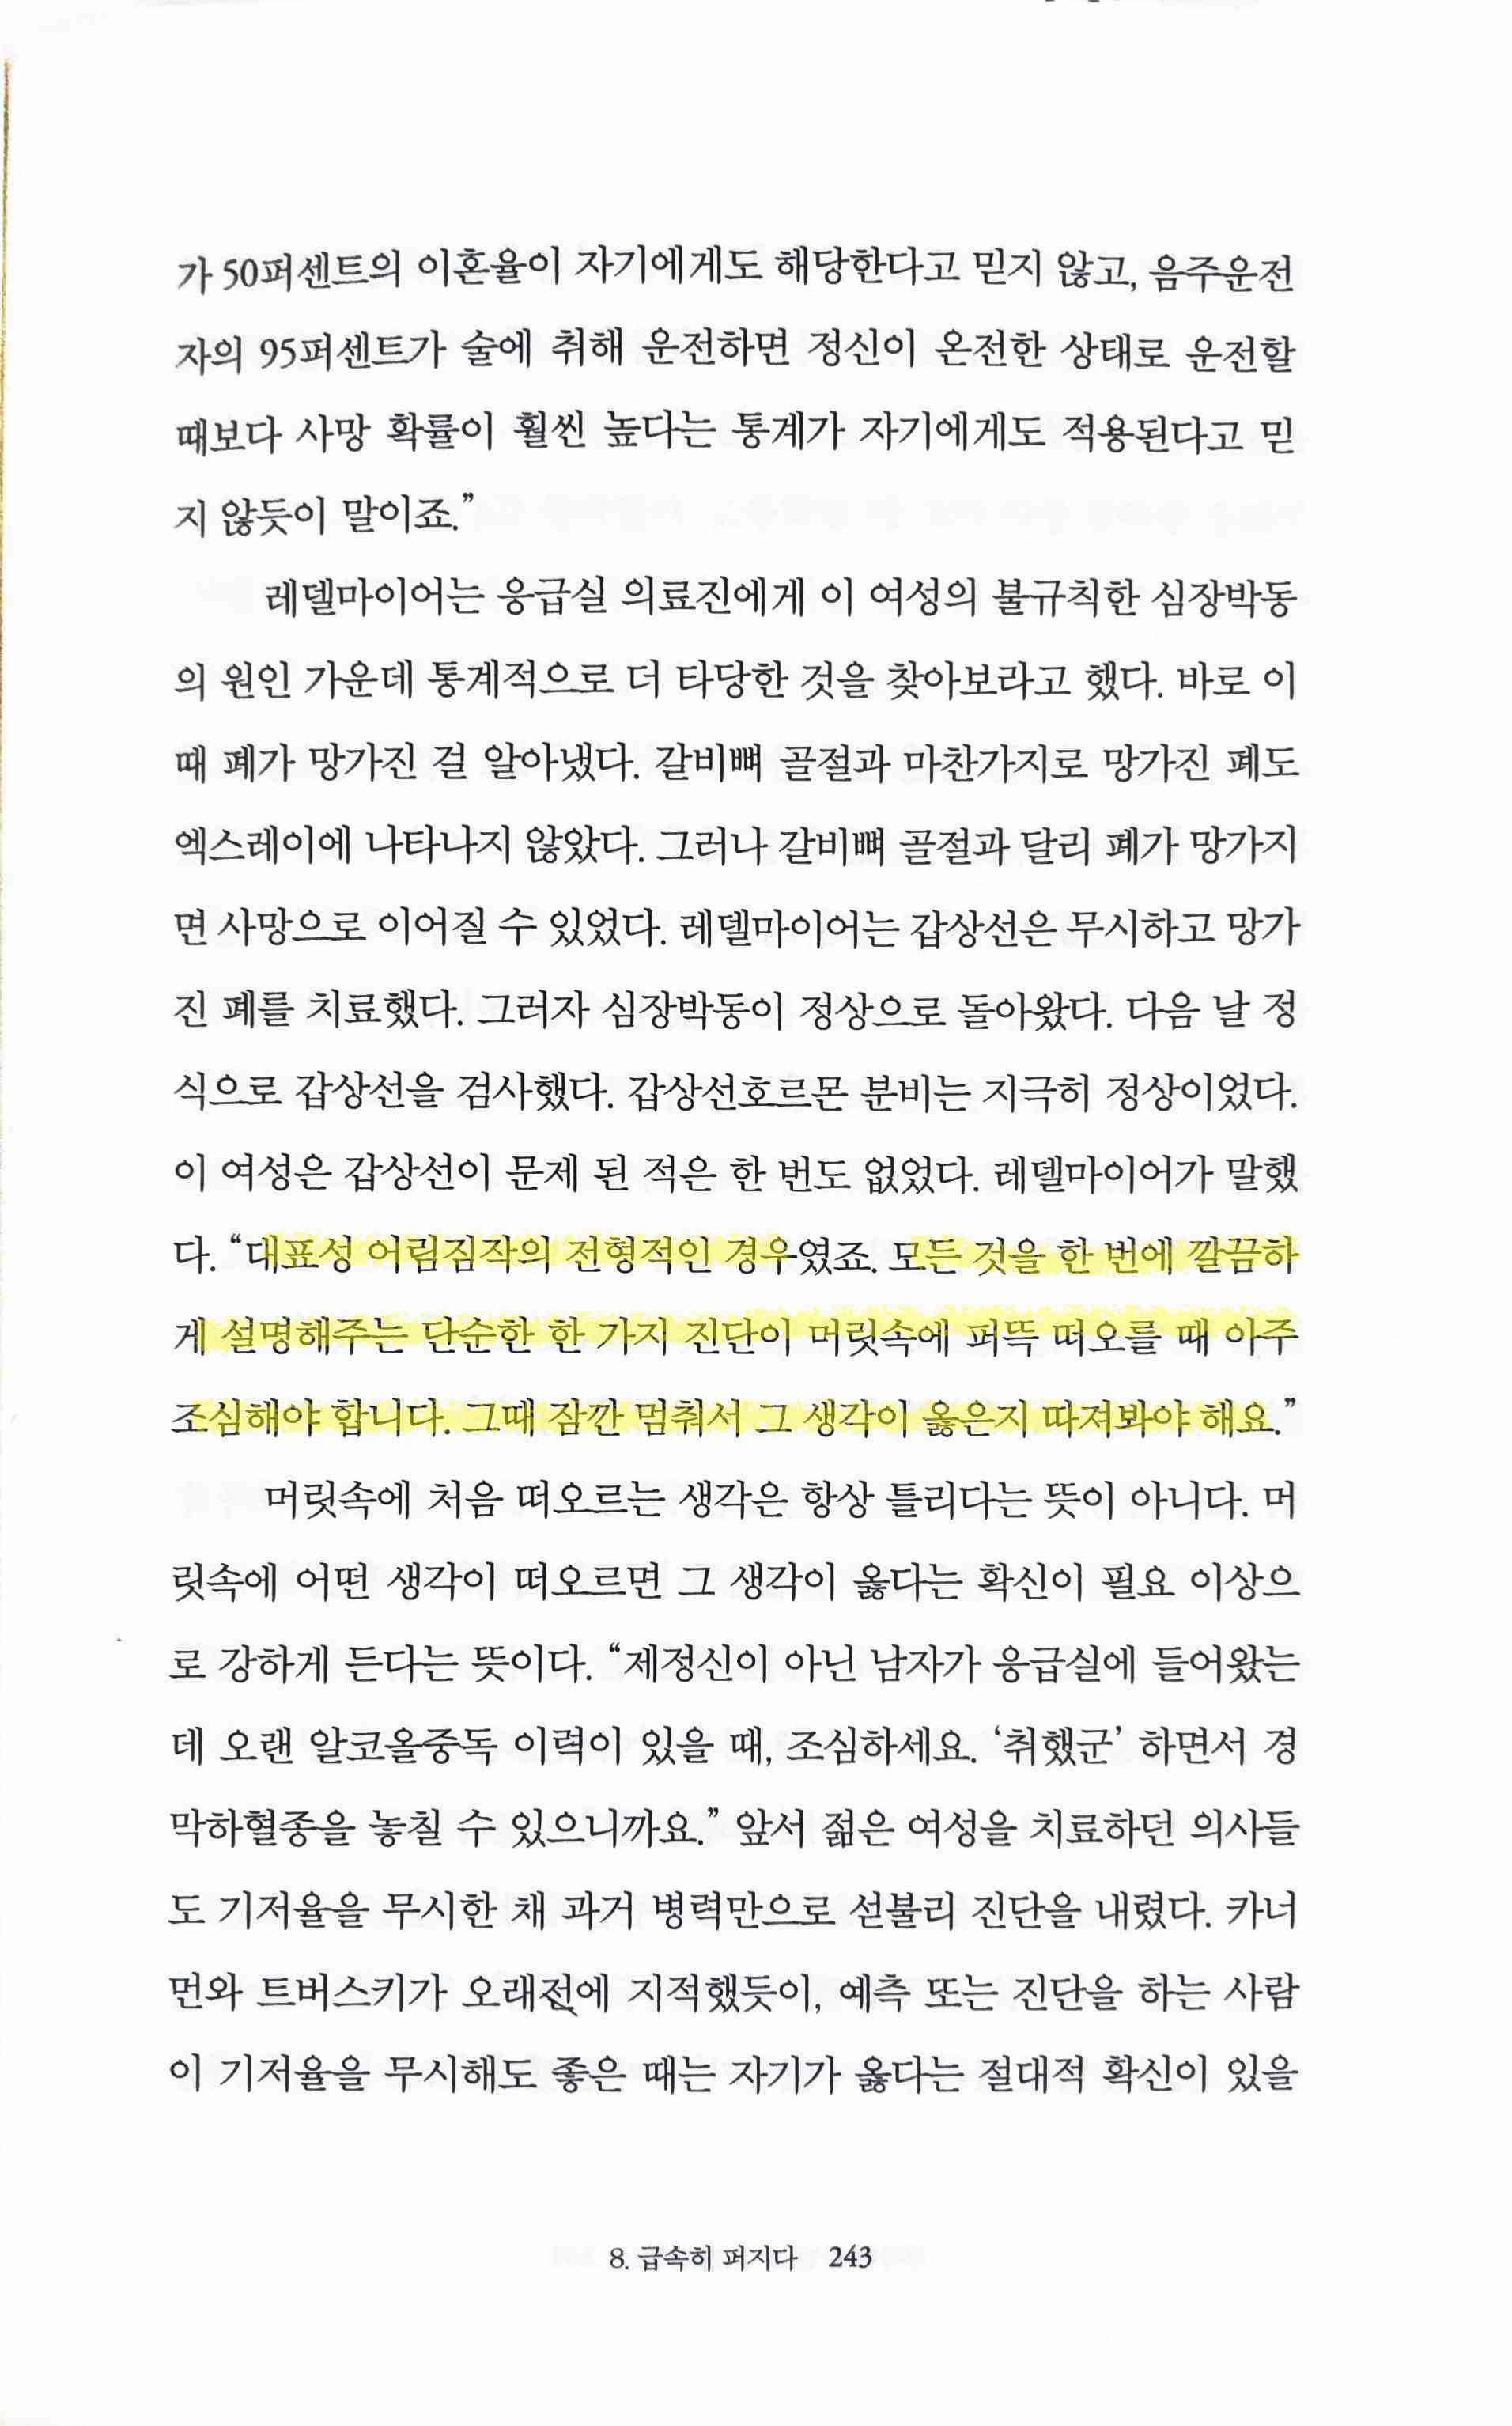 가 50퍼센트의 이혼율이 자기에게도 해당한다고 믿지 않고, 음주운전
자의 95퍼센트가 술에 취해 운전하면 정신이 온전한 상태로 운전할
때보다 사망 확률이 훨씬 높다는 통계가 자기에게도 적용된다고 믿
지 않듯이 말이죠.”
레델마이어는 응급실 의료진에게 이 여성의 불규칙한 심장박동
의 원인 가운데 통계적으로 더 타당한 것을 찾아보라고 했다. 바로 이
때 폐가 망가진 걸 알아냈다. 갈비뼈 골절과 마찬가지로 망가진 폐도
엑스레이에 나타나지 않았다. 그러나 갈비뼈 골절과 달리 폐가 망가지
면 사망으로 이어질 수 있었다. 레델마이어는 갑상선은 무시하고 망가
진 폐를 치료했다. 그러자 심장박동이 정상으로 돌아왔다. 다음 날 정
식으로 갑상선을 검사했다. 갑상선호르몬 분비는 지극히 정상이었다.
이 여성은 갑상선이 문제 된 적은 한 번도 없었다. 레델마이어가 말했
다. “대표성 어림짐작의 전형적인 경우였죠. 모든 것을 한 번에 깔끔하
게 설명해주는 단순한 한 가지 진단이 머릿속에 퍼뜩 떠오를 때 아주
조심해야 합니다. 그때 잠깐 멈춰서 그 생각이 옳은지 따져봐야 해요.”
머릿속에 처음 떠오르는 생각은 항상 틀리다는 뜻이 아니다. 머
릿속에 어떤 생각이 떠오르면 그 생각이 옳다는 확신이 필요 이상으
로 강하게 든다는 뜻이다. “제정신이 아닌 남자가 응급실에 들어왔는
데 오랜 알코올중독 이력이 있을 때, 조심하세요. ‘취했군’ 하면서 경
막하혈종을 놓칠 수 있으니까요.” 앞서 젊은 여성을 치료하던 의사들
도 기저율을 무시한 채 과거 병력만으로 섣불리 진단을 내렸다. 카너
먼와 트버스키가 오래전에 지적했듯이, 예측 또는 진단을 하는 사람
이 기저율을 무시해도 좋은 때는 자기가 옳다는 절대적 확신이 있을
8. 급속히 퍼지다 243